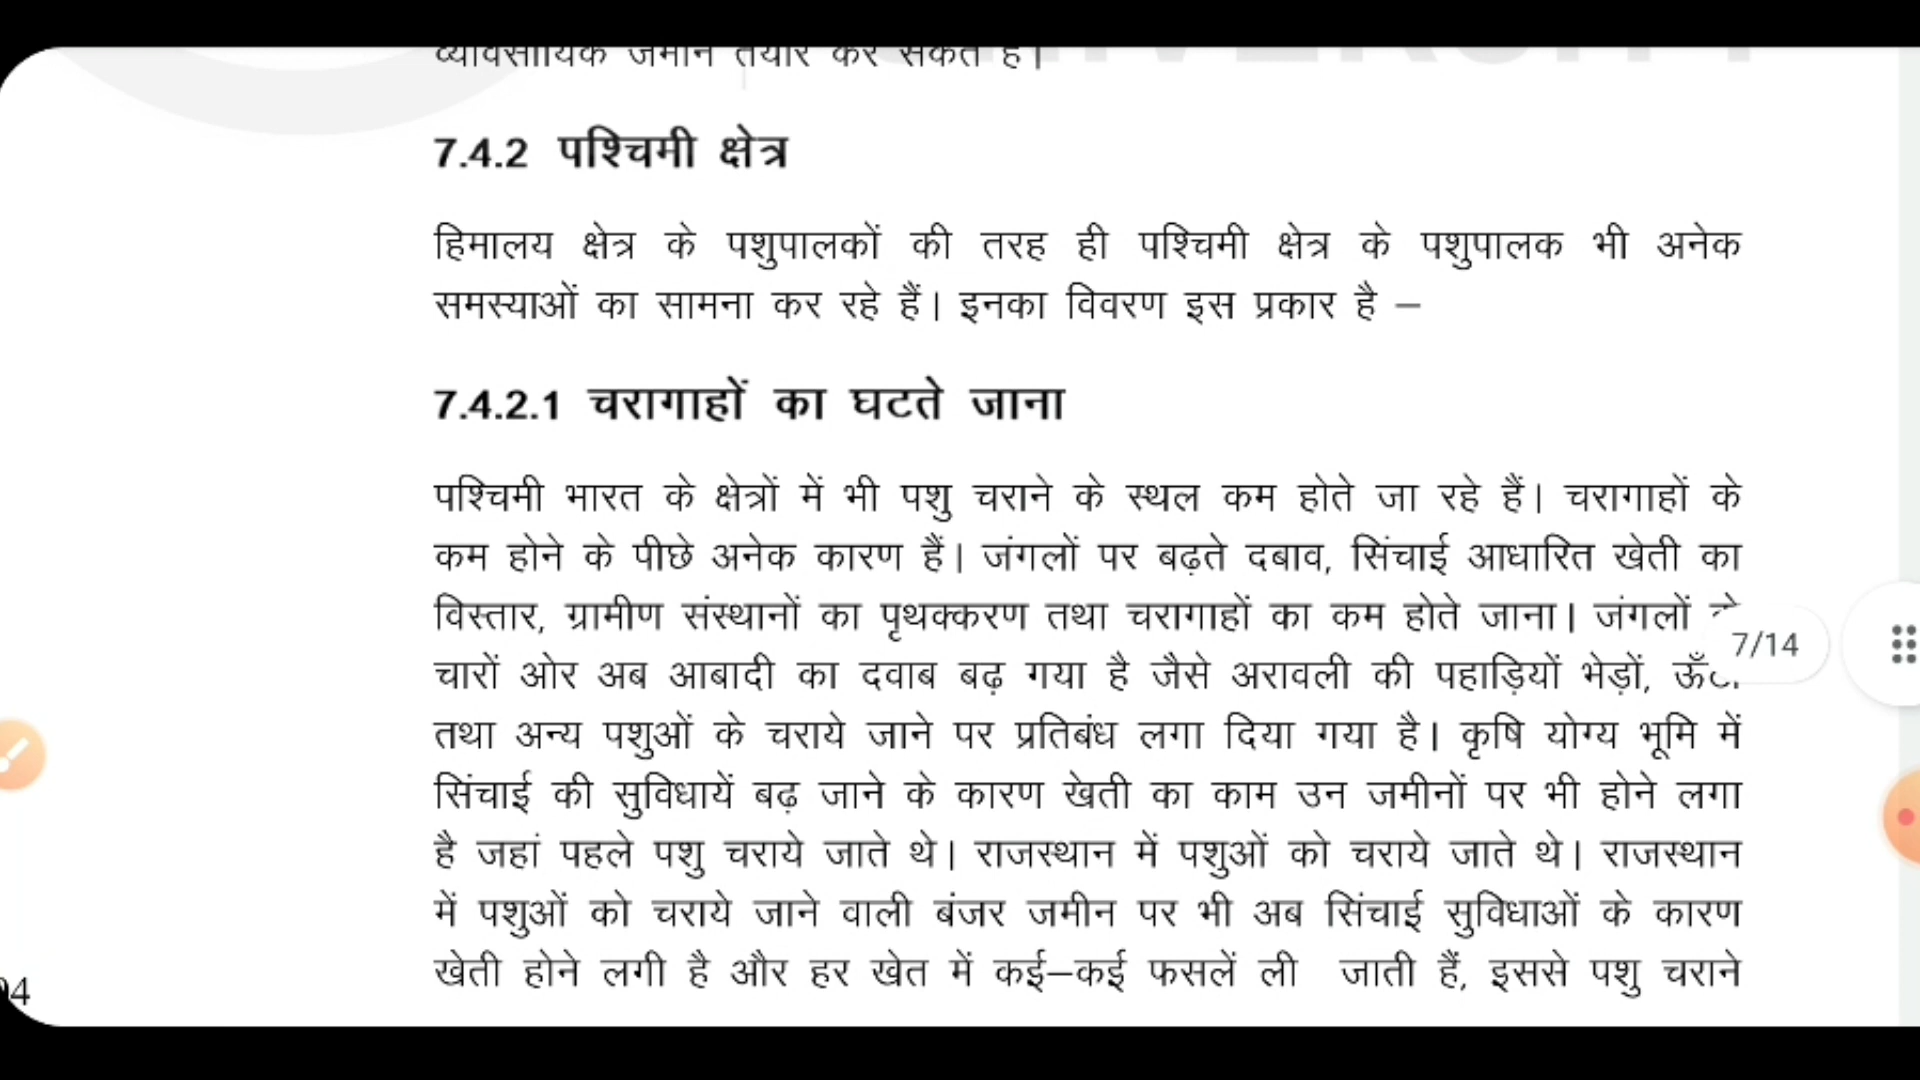 व्यावसायिक जमीन तैयार कर सकते हैं।
7.4.2 पश्चिमी क्षेत्र
हिमालय क्षेत्र के पशुपालकों की तरह ही पश्चिमी क्षेत्र के पशुपालक भी अनेक
समस्याओं का सामना कर रहे हैं। इनका विवरण इस प्रकार है –
7.4.2.1 चरागाहों का घटते जाना
पश्चिमी भारत के क्षेत्रों में भी पशु चराने के स्थल कम होते जा रहे हैं। चरागाहों के
कम होने के पीछे अनेक कारण हैं। जंगलों पर बढ़ते दबाव, सिंचाई आधारित खेती का
विस्तार, ग्रामीण संस्थानों का पृथक्करण तथा चरागाहों का कम होते जाना। जंगलों
7/14
चारों ओर अब आबादी का दवाब बढ़ गया है जैसे अरावली की पहाड़ियों भेड़ों,
तथा अन्य पशुओं के चराये जाने पर प्रतिबंध लगा दिया गया है। कृषि योग्य भूमि में
सिंचाई की सुविधायें बढ़ जाने के कारण खेती का काम उन जमीनों पर भी होने लगा
है जहां पहले पशु चराये जाते थे। राजस्थान में पशुओं को चराये जाते थे। राजस्थान
में पशुओं को चराये जाने वाली बंजर जमीन पर भी अब सिंचाई सुविधाओं के कारण
खेती होने लगी है और हर खेत में कई–कई फसलें ली जाती हैं, इससे पशु चराने